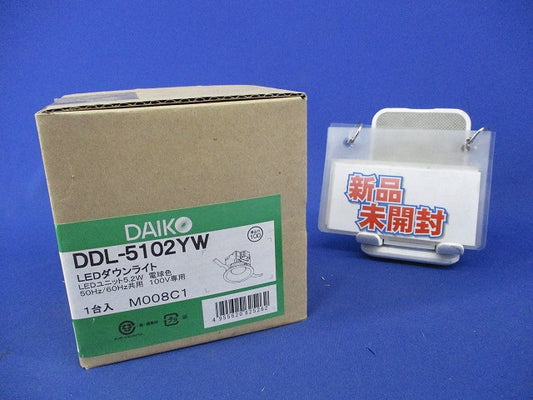 DAIKO
DDL-5102YW
LEDダウンライト
LEDユニット5.2W 電球色
50Hz/60Hz共用 100V専用
1台入 M008C1
100
新品
未開封